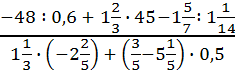 −48 : 0,6 + 1 2/3 · 45 − 1 5/7 : 1 1/14
1 1/3 · (−2 2/5) + (3/5 − 5 1/5) · 0,5